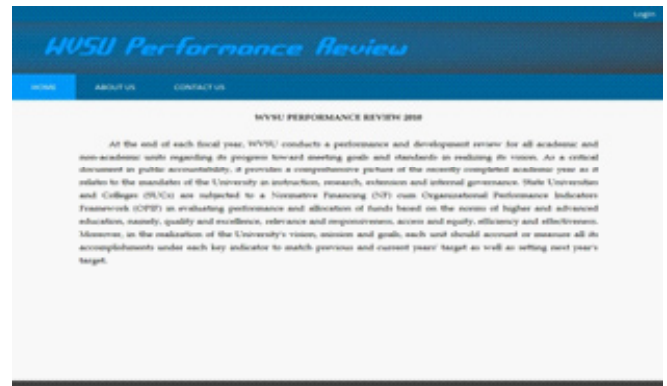 Login
WVSU Performance Review
HOME ABOUT US CONTACT US
WVSU PERFORMANCE REVIEW 2010
At the end of each fiscal year, WVSU conducts a performance and development review for all academic and
non-academic units regarding its progress toward meeting goals and standards in realizing its vision. As a critical
document in public accountability, it provides a comprehensive picture of the recently completed academic year as it
relates to the mandates of the University in instruction, research, extension and internal governance. State Universities
and Colleges (SUCs) are subjected to a Normative Financing (NF) cum Organizational Performance Indicators
Framework (OPIF) in evaluating performance and allocation of funds based on the norms of higher and advanced
education, namely, quality and excellence, relevance and responsiveness, access and equity, efficiency and effectiveness.
Moreover, in the realization of the University's vision, mission and goals, each unit should account or measure all its
accomplishments under each key indicator to match previous and current years' target as well as setting next year's
target.